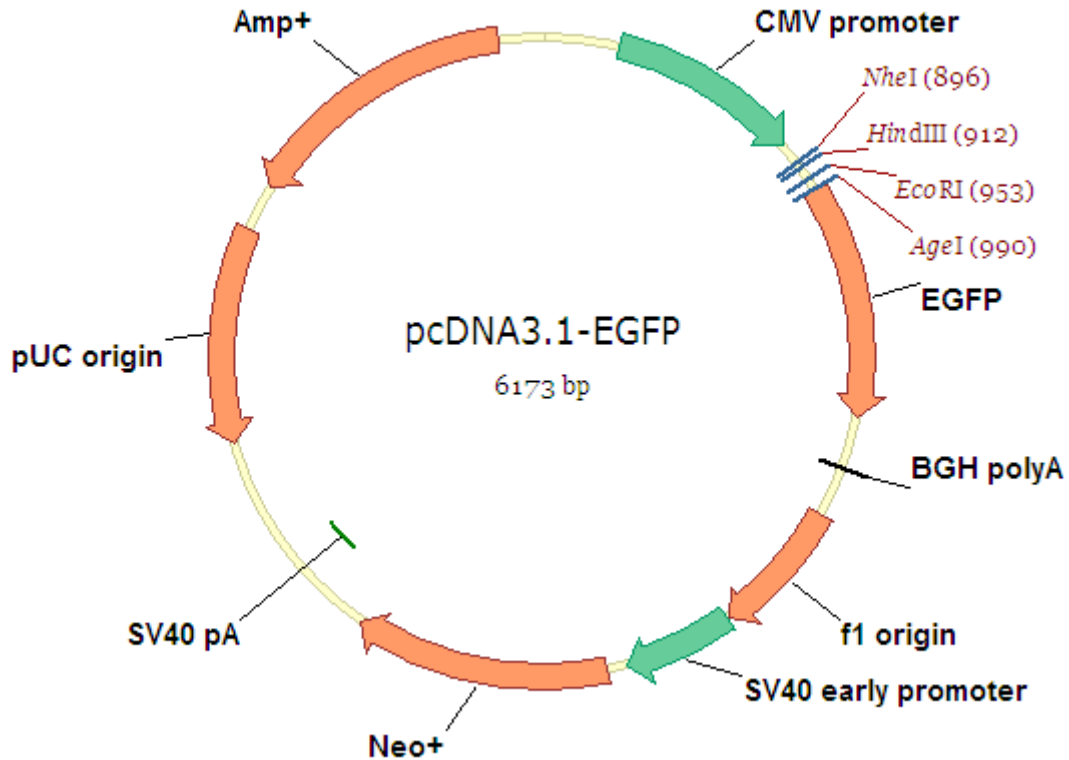 Amp+
CMV promoter
NheI (896)
HindIII (912)
EcoRI (953)
AgeI (990)
EGFP
pcDNA3.1-EGFP
6173 bp
pUC origin
BGH polyA
SV40 pA
f1 origin
SV40 early promoter
Neo+